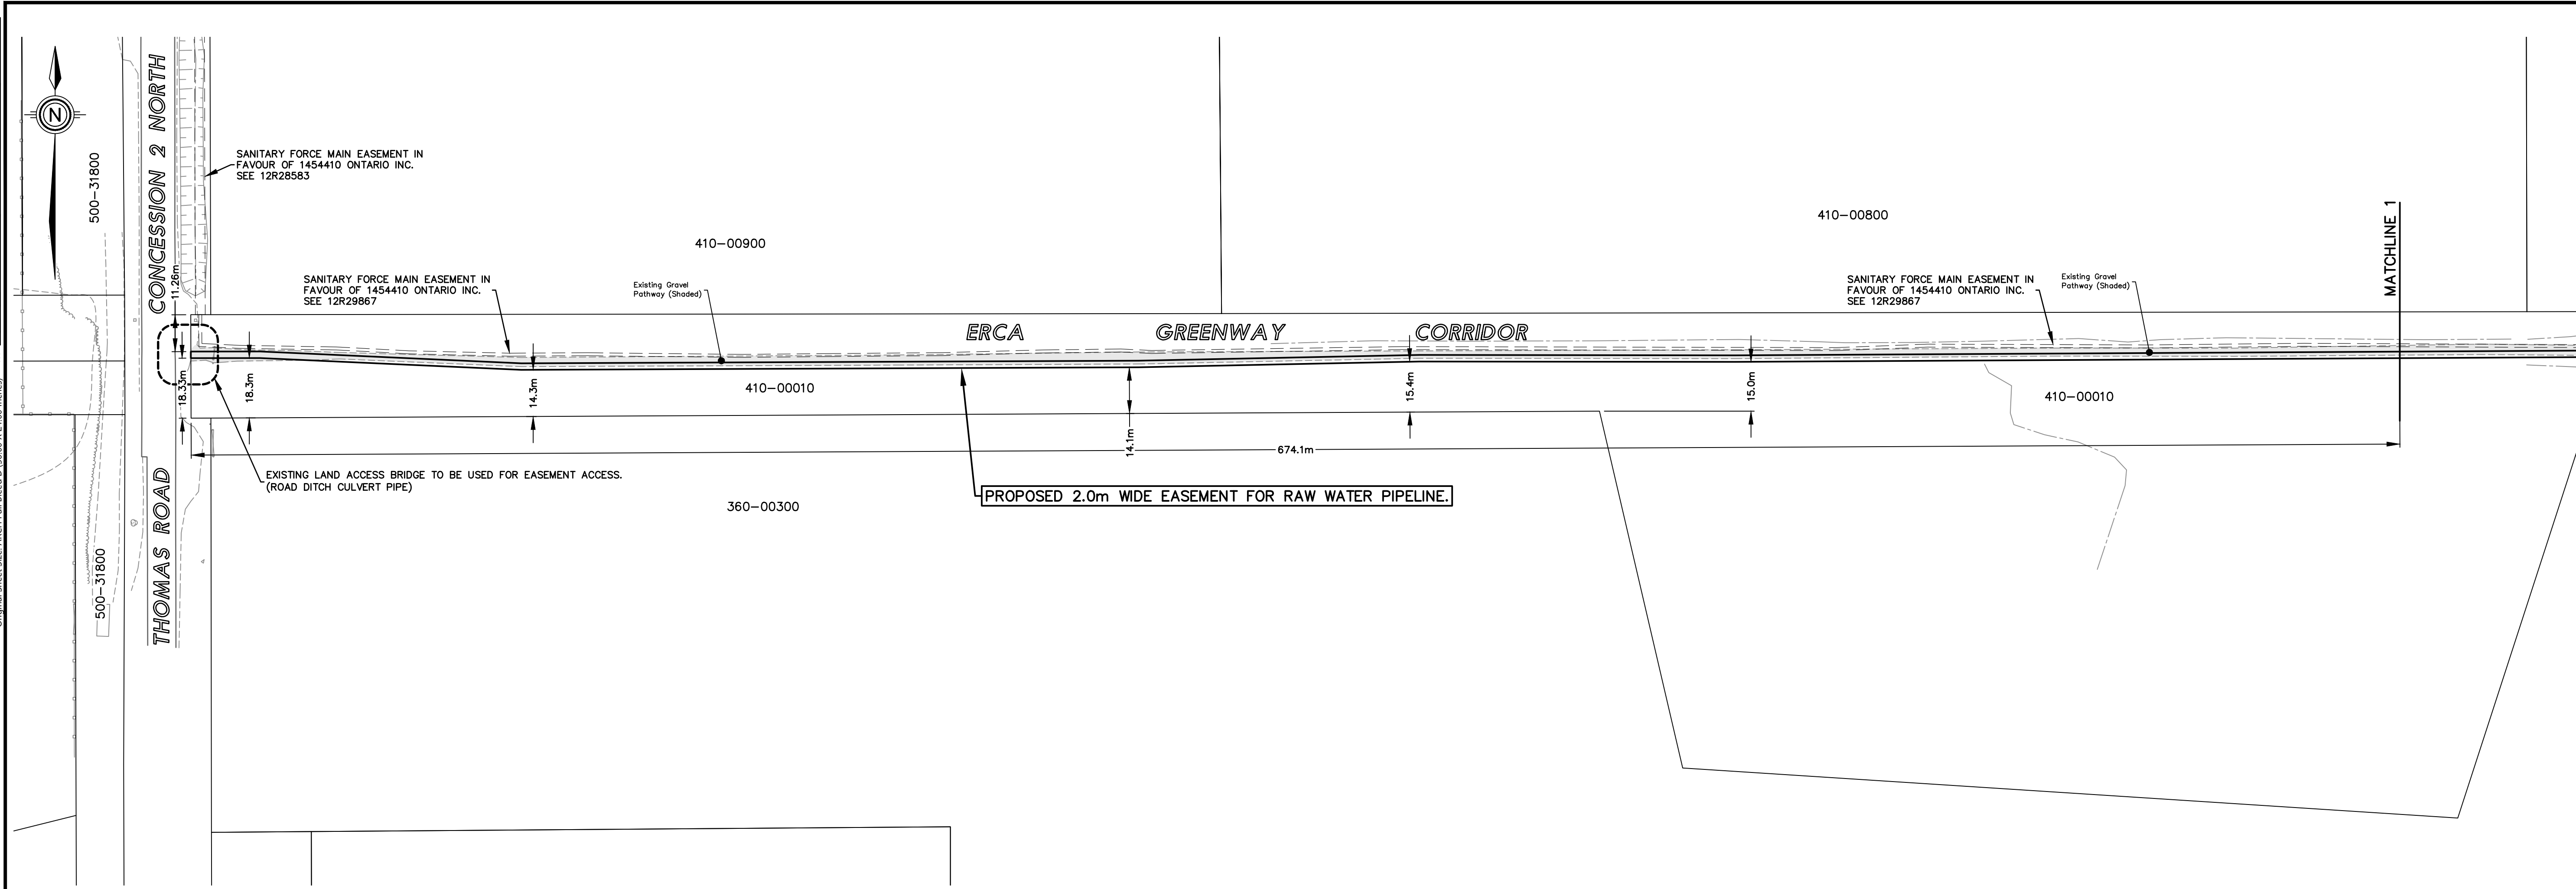 N
CONCESSION 2 NORTH
500-31800
SANITARY FORCE MAIN EASEMENT IN
FAVOUR OF 1454410 ONTARIO INC.
SEE 12R28583
410-00900
410-00800
MATCHLINE 1
11.26m
SANITARY FORCE MAIN EASEMENT IN
FAVOUR OF 1454410 ONTARIO INC.
SEE 12R29867
Existing Gravel
Pathway (Shaded)
SANITARY FORCE MAIN EASEMENT IN
FAVOUR OF 1454410 ONTARIO INC.
SEE 12R29867
Existing Gravel
Pathway (Shaded)
ERCA GREENWAY CORRIDOR
18.33m
18.3m
14.3m
410-00010
14.1m
15.4m
15.0m
410-00010
674.1m
EXISTING LAND ACCESS BRIDGE TO BE USED FOR EASEMENT ACCESS.
(ROAD DITCH CULVERT PIPE)
PROPOSED 2.0m WIDE EASEMENT FOR RAW WATER PIPELINE.
360-00300
THOMAS ROAD
500-31800